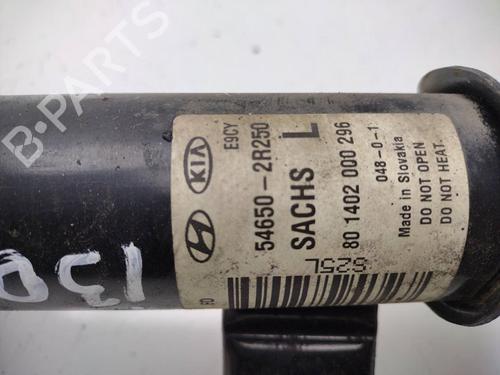 B-PARTS
KIA
E9CY
54650-2R250
SACHS L
80 1402 000 296
048-0-1
Made in Slovakia
DO NOT OPEN
DO NOT HEAT
625L